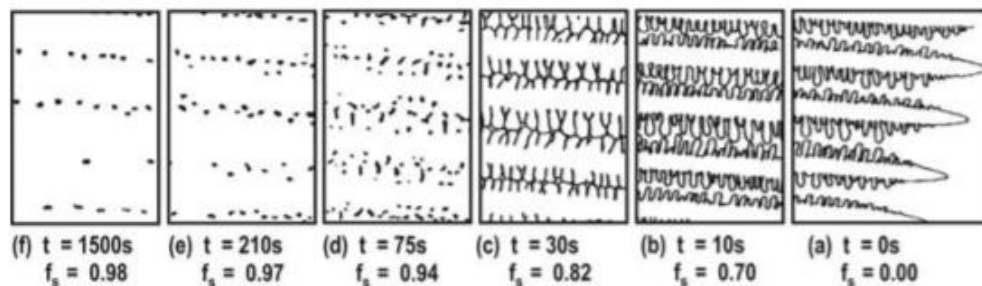 (f) t = 1500s
f_s = 0.98
(e) t = 210s
f_s = 0.97
(d) t = 75s
f_s = 0.94
(c) t = 30s
f_s = 0.82
(b) t = 10s
f_s = 0.70
(a) t = 0s
f_s = 0.00